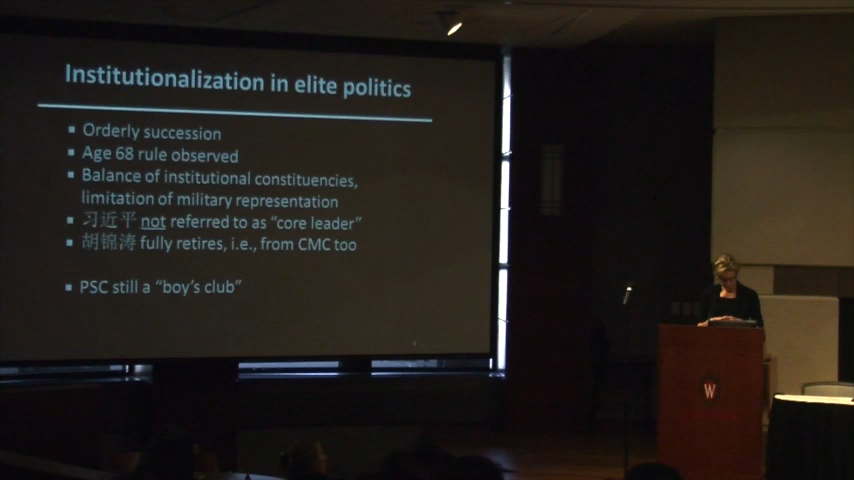 Institutionalization in elite politics
▪ Orderly succession
▪ Age 68 rule observed
▪ Balance of institutional constituencies,
limitation of military representation
▪ 习近平 not referred to as “core leader”
▪ 胡锦涛 fully retires, i.e., from CMC too
▪ PSC still a “boy’s club”
W